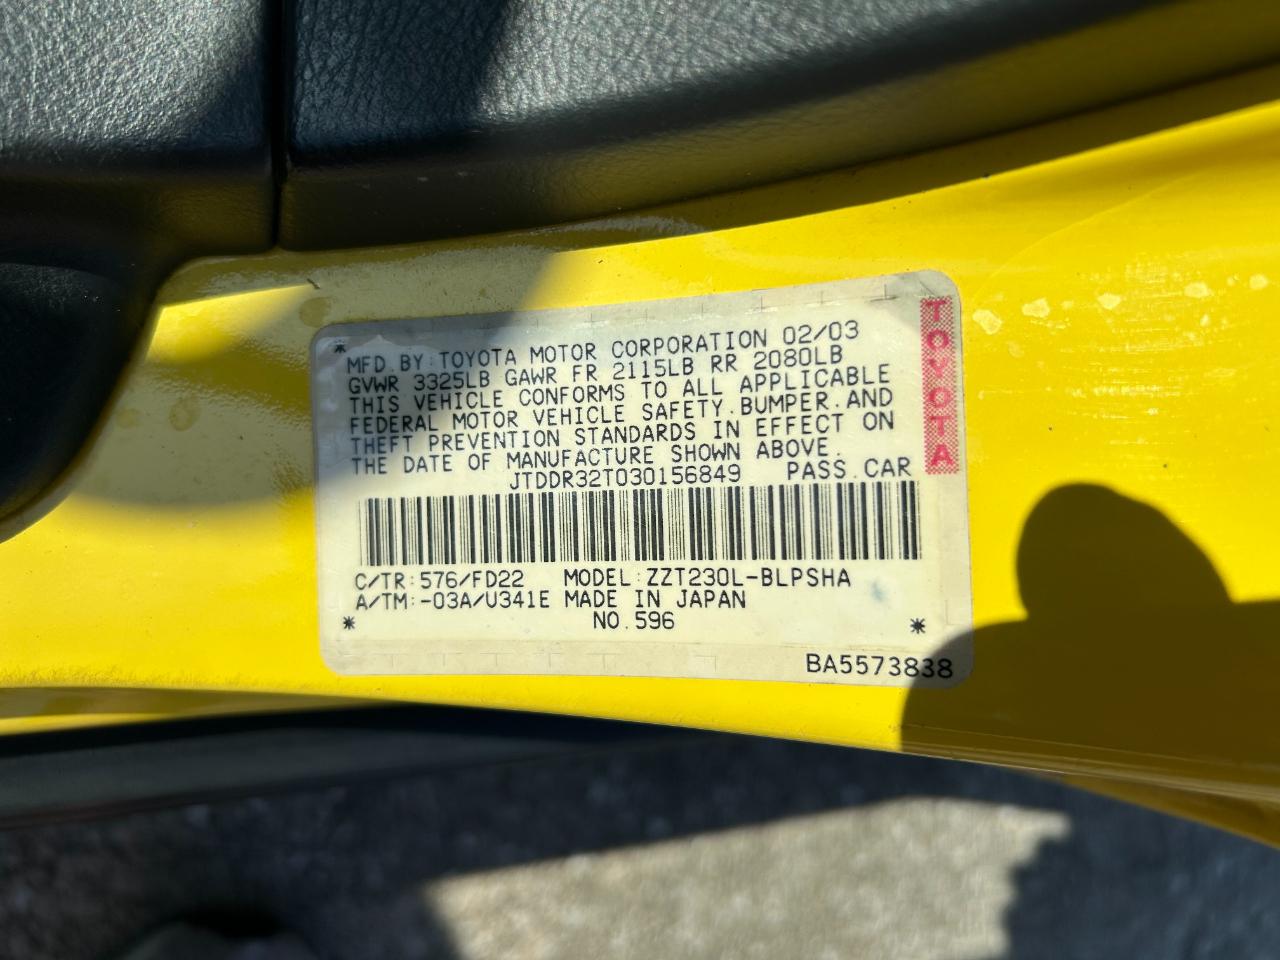 MFD.BY:TOYOTA MOTOR CORPORATION 02/03
GVWR 3325LB GAWR FR 2115LB RR 2080LB
THIS VEHICLE CONFORMS TO ALL APPLICABLE
FEDERAL MOTOR VEHICLE SAFETY.BUMPER.AND
THEFT PREVENTION STANDARDS IN EFFECT ON
THE DATE OF MANUFACTURE SHOWN ABOVE.
JTDDR32T030156849 PASS.CAR
C/TR:576/FD22 MODEL:ZZT230L-BLPSHA
A/TM:-03A/U341E MADE IN JAPAN
NO.596
BA5573838
TOYOTA